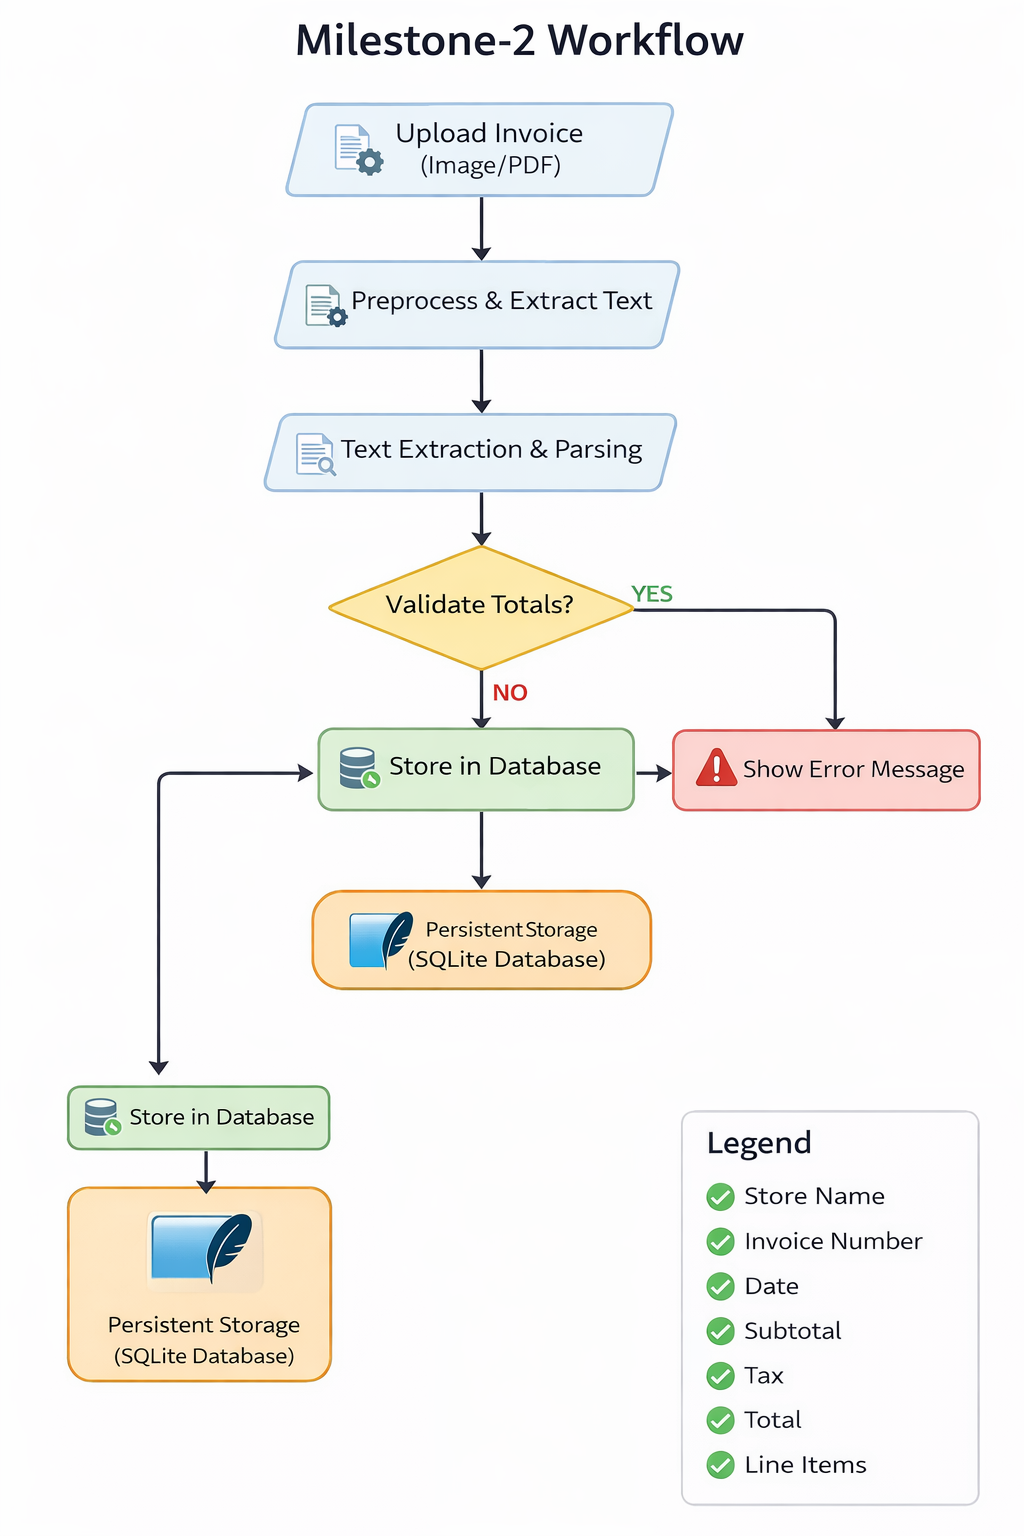 Milestone-2 Workflow
Upload Invoice
(Image/PDF)
Preprocess & Extract Text
Text Extraction & Parsing
Validate Totals?
YES
NO
Store in Database
Show Error Message
Persistent Storage
(SQLite Database)
Store in Database
Persistent Storage
(SQLite Database)
Legend
Store Name
Invoice Number
Date
Subtotal
Tax
Total
Line Items